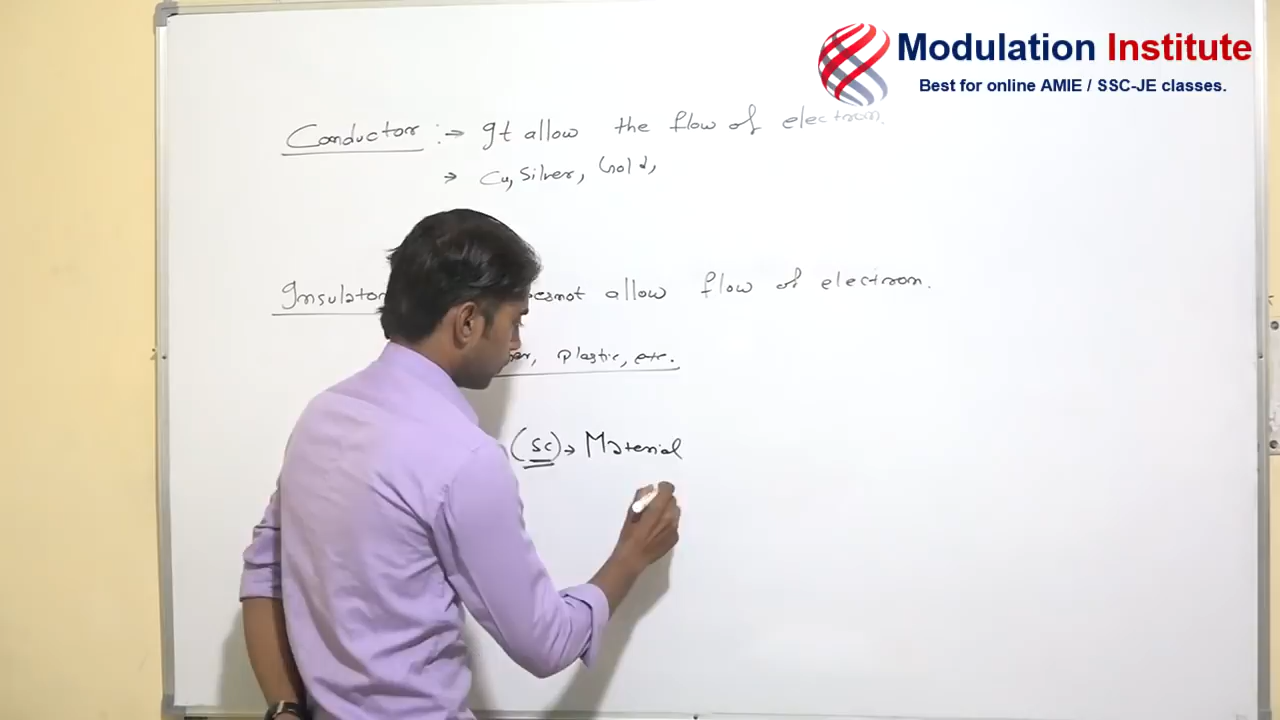 Modulation Institute
Best for online AMIE / SSC-JE classes.
Conductor :→ It allow the flow of electron.
→ Cu, Silver, Gold,
Insulator not allow flow of electron.
plastic, etc.
(SC) → Material